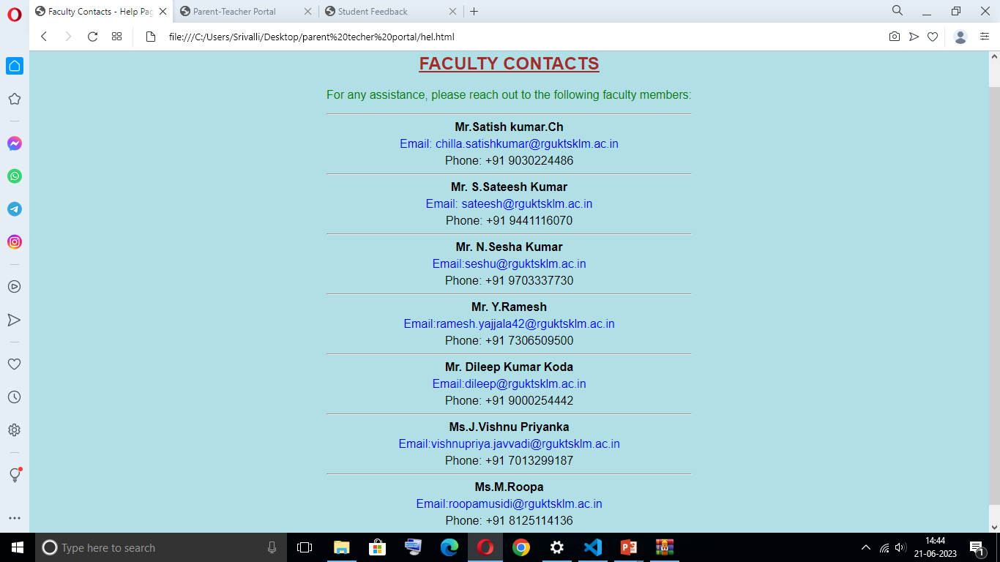 Faculty Contacts - Help Pag
Parent-Teacher Portal
Student Feedback
file:///C:/Users/Srivalli/Desktop/parent%20techer%20portal/hel.html
FACULTY CONTACTS
For any assistance, please reach out to the following faculty members:
Mr.Satish kumar.Ch
Email: chilla.satishkumar@rguktsklm.ac.in
Phone: +91 9030224486
Mr. S.Sateesh Kumar
Email: sateesh@rguktsklm.ac.in
Phone: +91 9441116070
Mr. N.Sesha Kumar
Email:seshu@rguktsklm.ac.in
Phone: +91 9703337730
Mr. Y.Ramesh
Email:ramesh.yajjala42@rguktsklm.ac.in
Phone: +91 7306509500
Mr. Dileep Kumar Koda
Email:dileep@rguktsklm.ac.in
Phone: +91 9000254442
Ms.J.Vishnu Priyanka
Email:vishnupriya.javvadi@rguktsklm.ac.in
Phone: +91 7013299187
Ms.M.Roopa
Email:roopamusidi@rguktsklm.ac.in
Phone: +91 8125114136
Type here to search
14:44
21-06-2023
1